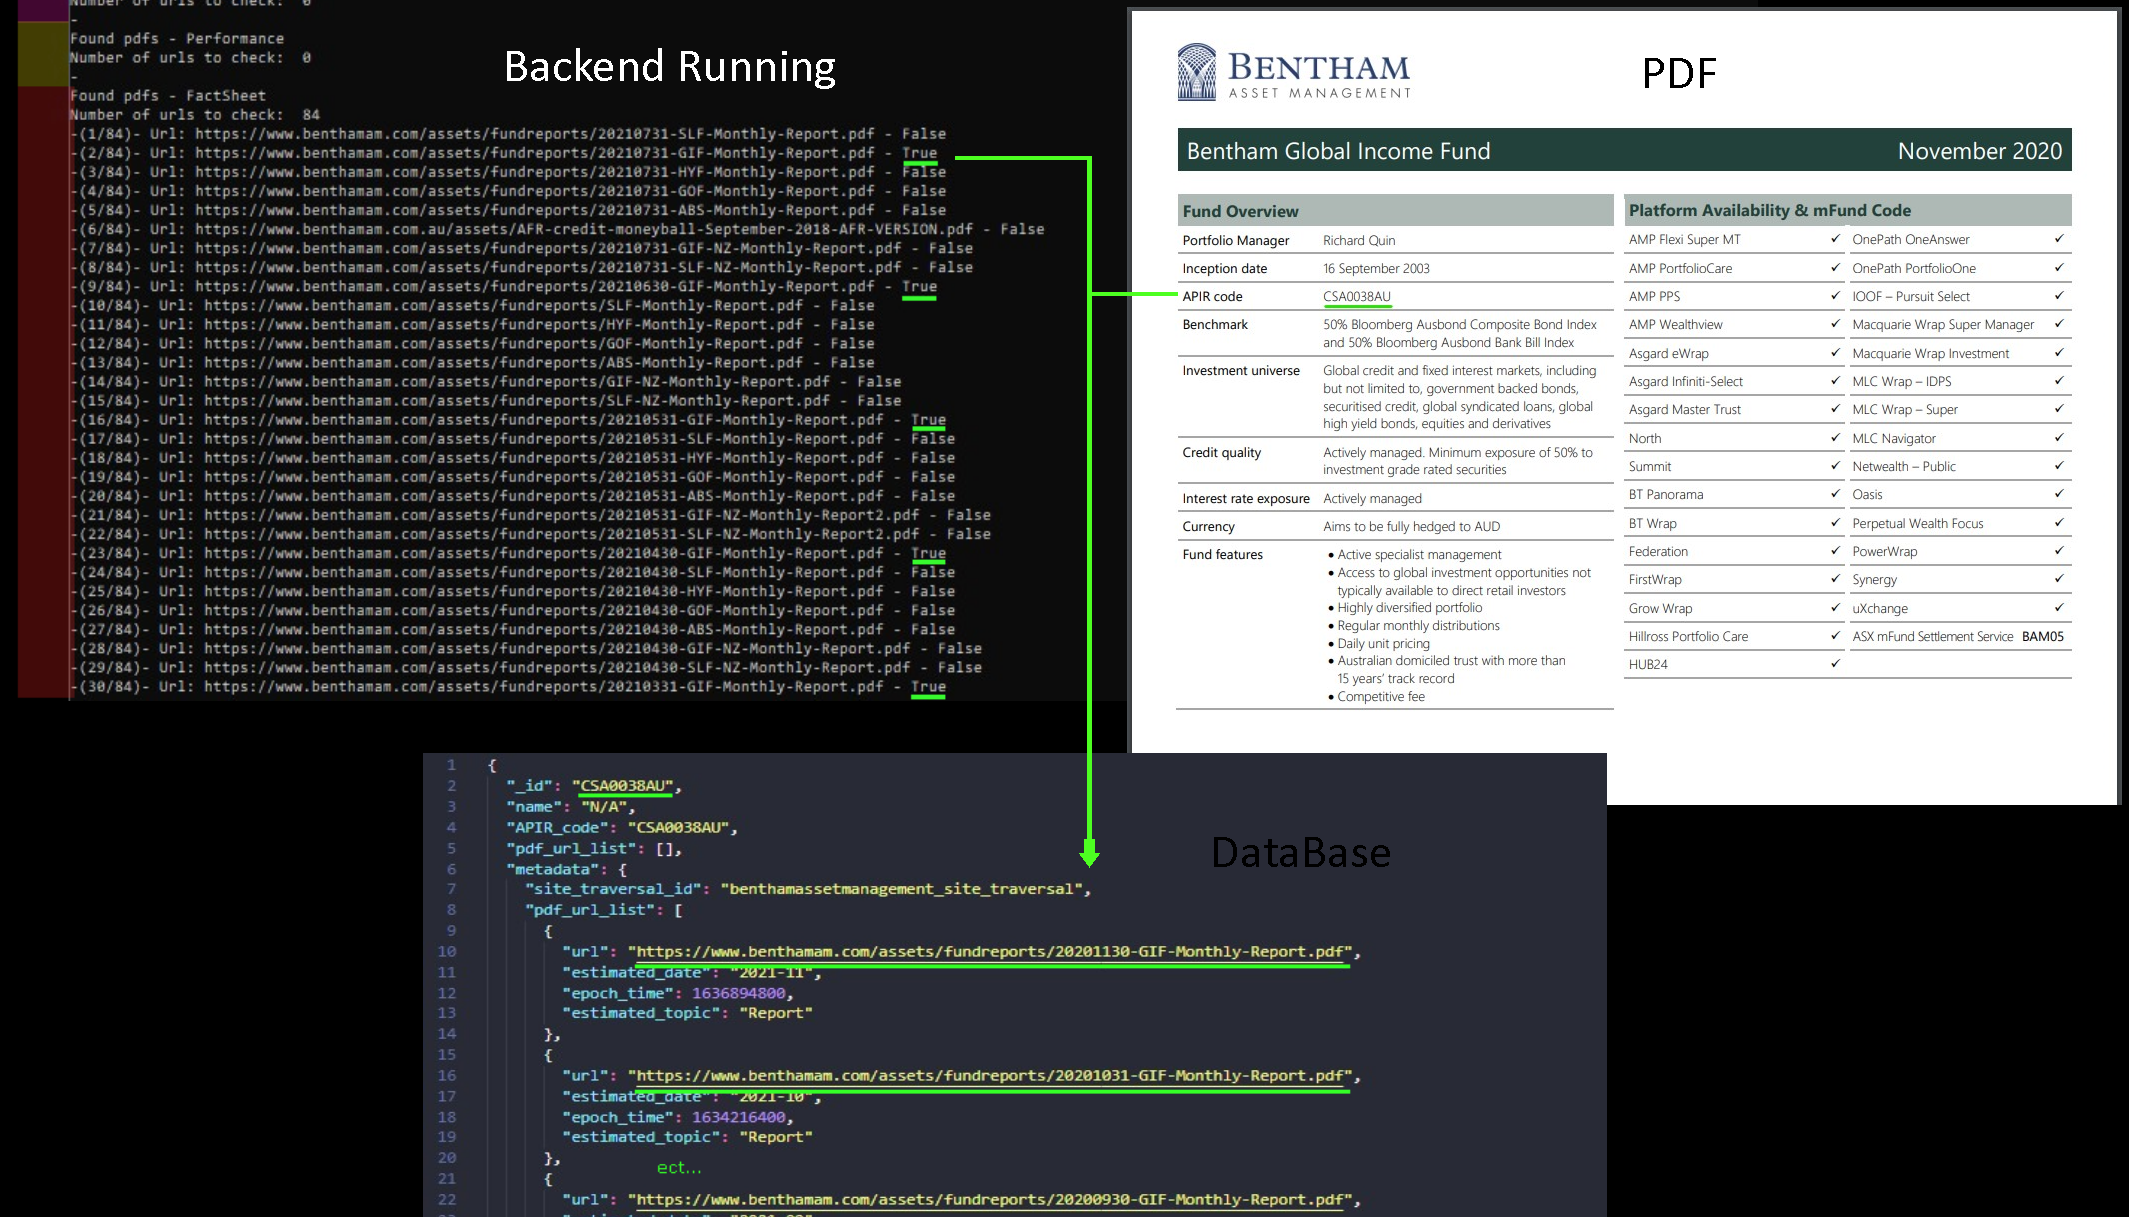 Number of urls to check:  0
-
Found pdfs - Performance
Number of urls to check:  0
-
Found pdfs - FactSheet
Number of urls to check:  84
-(1/84)- Url: https://www.benthamam.com/assets/fundreports/20210731-SLF-Monthly-Report.pdf - False
-(2/84)- Url: https://www.benthamam.com/assets/fundreports/20210731-GIF-Monthly-Report.pdf - True
-(3/84)- Url: https://www.benthamam.com/assets/fundreports/20210731-HYF-Monthly-Report.pdf - False
-(4/84)- Url: https://www.benthamam.com/assets/fundreports/20210731-GOF-Monthly-Report.pdf - False
-(5/84)- Url: https://www.benthamam.com/assets/fundreports/20210731-ABS-Monthly-Report.pdf - False
-(6/84)- Url: https://www.benthamam.com.au/assets/AFR-credit-moneyball-September-2018-AFR-VERSION.pdf - False
-(7/84)- Url: https://www.benthamam.com/assets/fundreports/20210731-GIF-NZ-Monthly-Report.pdf - False
-(8/84)- Url: https://www.benthamam.com/assets/fundreports/20210731-SLF-NZ-Monthly-Report.pdf - False
-(9/84)- Url: https://www.benthamam.com/assets/fundreports/20210630-GIF-Monthly-Report.pdf - True
-(10/84)- Url: https://www.benthamam.com/assets/fundreports/SLF-Monthly-Report.pdf - False
-(11/84)- Url: https://www.benthamam.com/assets/fundreports/HYF-Monthly-Report.pdf - False
-(12/84)- Url: https://www.benthamam.com/assets/fundreports/GOF-Monthly-Report.pdf - False
-(13/84)- Url: https://www.benthamam.com/assets/fundreports/ABS-Monthly-Report.pdf - False
-(14/84)- Url: https://www.benthamam.com/assets/fundreports/GIF-NZ-Monthly-Report.pdf - False
-(15/84)- Url: https://www.benthamam.com/assets/fundreports/SLF-NZ-Monthly-Report.pdf - False
-(16/84)- Url: https://www.benthamam.com/assets/fundreports/20210531-GIF-Monthly-Report.pdf - True
-(17/84)- Url: https://www.benthamam.com/assets/fundreports/20210531-SLF-Monthly-Report.pdf - False
-(18/84)- Url: https://www.benthamam.com/assets/fundreports/20210531-HYF-Monthly-Report.pdf - False
-(19/84)- Url: https://www.benthamam.com/assets/fundreports/20210531-GOF-Monthly-Report.pdf - False
-(20/84)- Url: https://www.benthamam.com/assets/fundreports/20210531-ABS-Monthly-Report.pdf - False
-(21/84)- Url: https://www.benthamam.com/assets/fundreports/20210531-GIF-NZ-Monthly-Report2.pdf - False
-(22/84)- Url: https://www.benthamam.com/assets/fundreports/20210531-SLF-NZ-Monthly-Report2.pdf - False
-(23/84)- Url: https://www.benthamam.com/assets/fundreports/20210430-GIF-Monthly-Report.pdf - True
-(24/84)- Url: https://www.benthamam.com/assets/fundreports/20210430-SLF-Monthly-Report.pdf - False
-(25/84)- Url: https://www.benthamam.com/assets/fundreports/20210430-HYF-Monthly-Report.pdf - False
-(26/84)- Url: https://www.benthamam.com/assets/fundreports/20210430-GOF-Monthly-Report.pdf - False
-(27/84)- Url: https://www.benthamam.com/assets/fundreports/20210430-ABS-Monthly-Report.pdf - False
-(28/84)- Url: https://www.benthamam.com/assets/fundreports/20210430-GIF-NZ-Monthly-Report.pdf - False
-(29/84)- Url: https://www.benthamam.com/assets/fundreports/20210430-SLF-NZ-Monthly-Report.pdf - False
-(30/84)- Url: https://www.benthamam.com/assets/fundreports/20210331-GIF-Monthly-Report.pdf - True
Backend Running
BENTHAM
ASSET MANAGEMENT
PDF
Bentham Global Income Fund November 2020
Fund Overview
Portfolio Manager Richard Quin
Inception date 16 September 2003
APIR code CSA0038AU
Benchmark 50% Bloomberg Ausbond Composite Bond Index
and 50% Bloomberg Ausbond Bank Bill Index
Investment universe Global credit and fixed interest markets, including
but not limited to, government backed bonds,
securitised credit, global syndicated loans, global
high yield bonds, equities and derivatives
Credit quality Actively managed. Minimum exposure of 50% to
investment grade rated securities
Interest rate exposure Actively managed
Currency Aims to be fully hedged to AUD
Fund features • Active specialist management
• Access to global investment opportunities not
typically available to direct retail investors
• Highly diversified portfolio
• Regular monthly distributions
• Daily unit pricing
• Australian domiciled trust with more than
15 years' track record
• Competitive fee
Platform Availability & mFund Code
AMP Flexi Super MT ✓ OnePath OneAnswer ✓
AMP PortfolioCare ✓ OnePath PortfolioOne ✓
AMP PPS ✓ IOOF – Pursuit Select ✓
AMP Wealthview ✓ Macquarie Wrap Super Manager ✓
Asgard eWrap ✓ Macquarie Wrap Investment ✓
Asgard Infiniti-Select ✓ MLC Wrap – IDPS ✓
Asgard Master Trust ✓ MLC Wrap – Super ✓
North ✓ MLC Navigator ✓
Summit ✓ Netwealth – Public ✓
BT Panorama ✓ Oasis ✓
BT Wrap ✓ Perpetual Wealth Focus ✓
Federation ✓ PowerWrap ✓
FirstWrap ✓ Synergy ✓
Grow Wrap ✓ uXchange ✓
Hillross Portfolio Care ✓ ASX mFund Settlement Service BAM05
HUB24 ✓
DataBase
1 {
2 "_id": "CSA0038AU",
3 "name": "N/A",
4 "APIR_code": "CSA0038AU",
5 "pdf_url_list": [],
6 "metadata": {
7 "site_traversal_id": "benthamassetmanagement_site_traversal",
8 "pdf_url_list": [
9 {
10 "url": "https://www.benthamam.com/assets/fundreports/20201130-GIF-Monthly-Report.pdf",
11 "estimated_date": "2021-11",
12 "epoch_time": 1636894800,
13 "estimated_topic": "Report"
14 },
15 {
16 "url": "https://www.benthamam.com/assets/fundreports/20201031-GIF-Monthly-Report.pdf",
17 "estimated_date": "2021-10",
18 "epoch_time": 1634216400,
19 "estimated_topic": "Report"
20 },
ect...
21 {
22 "url": "https://www.benthamam.com/assets/fundreports/20200930-GIF-Monthly-Report.pdf",